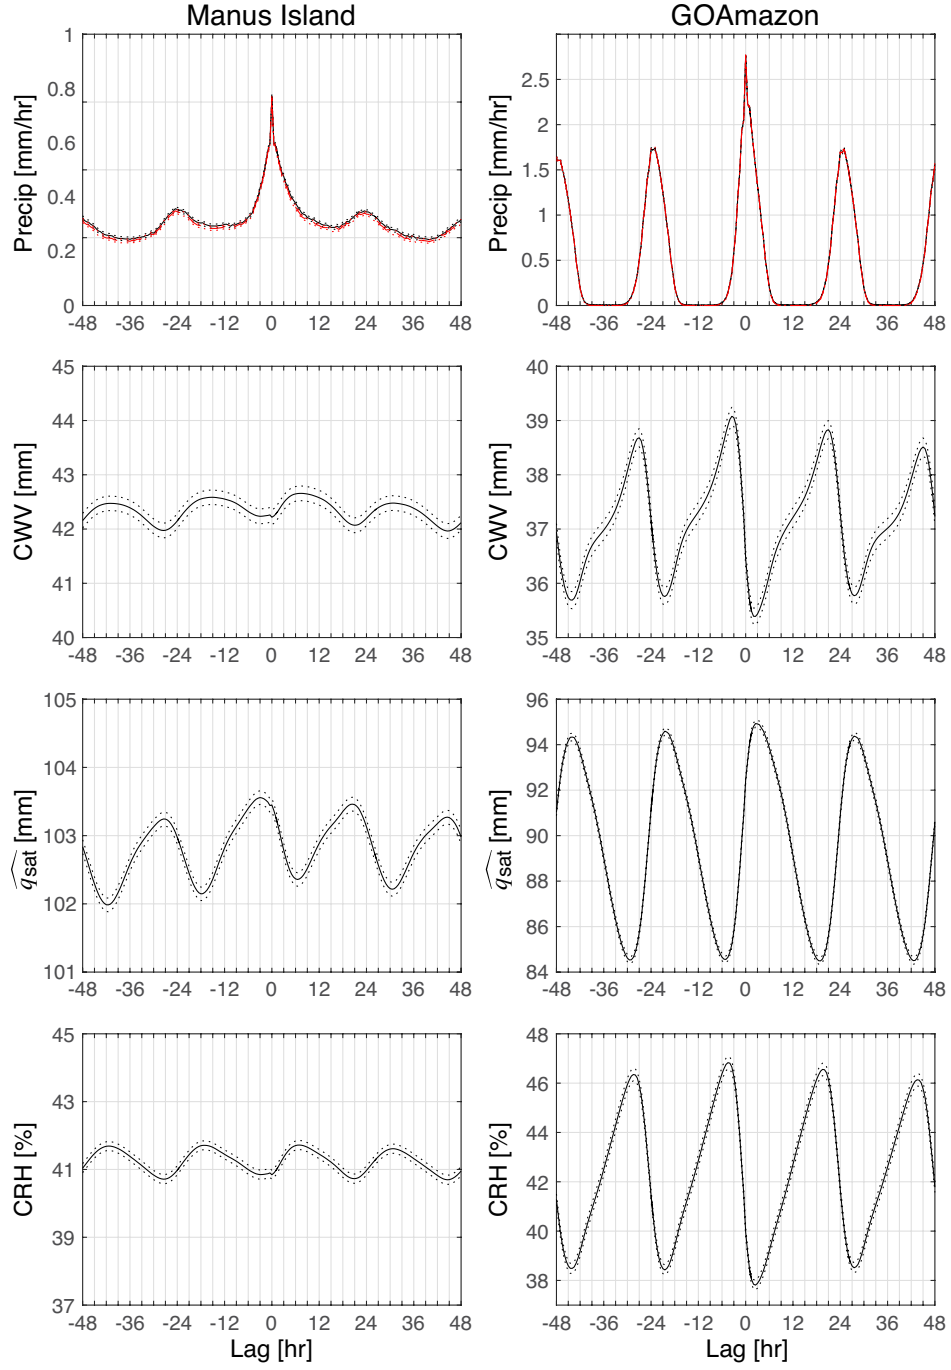 Manus Island
GOAmazon
Precip [mm/hr]
1
0.8
0.6
0.4
0.2
0
-48 -36 -24 -12 0 12 24 36 48
Precip [mm/hr]
2.5
2
1.5
1
0.5
0
-48 -36 -24 -12 0 12 24 36 48
CWV [mm]
45
44
43
42
41
40
-48 -36 -24 -12 0 12 24 36 48
CWV [mm]
40
39
38
37
36
35
-48 -36 -24 -12 0 12 24 36 48
q̂sat [mm]
105
104
103
102
101
-48 -36 -24 -12 0 12 24 36 48
q̂sat [mm]
96
94
92
90
88
86
84
-48 -36 -24 -12 0 12 24 36 48
CRH [%]
45
43
41
39
37
-48 -36 -24 -12 0 12 24 36 48
Lag [hr]
CRH [%]
48
46
44
42
40
38
-48 -36 -24 -12 0 12 24 36 48
Lag [hr]